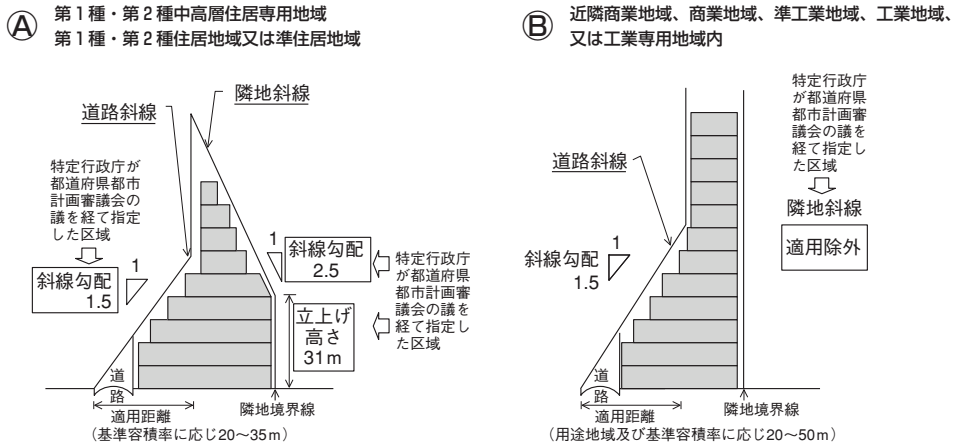 Ⓐ 第1種・第2種中高層住居専用地域
第1種・第2種住居地域又は準住居地域
隣地斜線
道路斜線
特定行政庁が
都道府県都市
計画審議会の
議を経て指定
した区域
斜線勾配
1.5
1
1
斜線勾配
2.5
特定行政庁
が都道府県
都市計画審
議会の議を
経て指定し
た区域
立上げ
高さ
31m
道
路
適用距離
隣地境界線
（基準容積率に応じ20〜35m）
Ⓑ 近隣商業地域、商業地域、準工業地域、工業地域、
又は工業専用地域内
特定行政庁
が都道府県
都市計画審
議会の議を
経て指定し
た区域
道路斜線
隣地斜線
適用除外
斜線勾配
1.5
1
道
路
適用距離
隣地境界線
（用途地域及び基準容積率に応じ20〜50m）